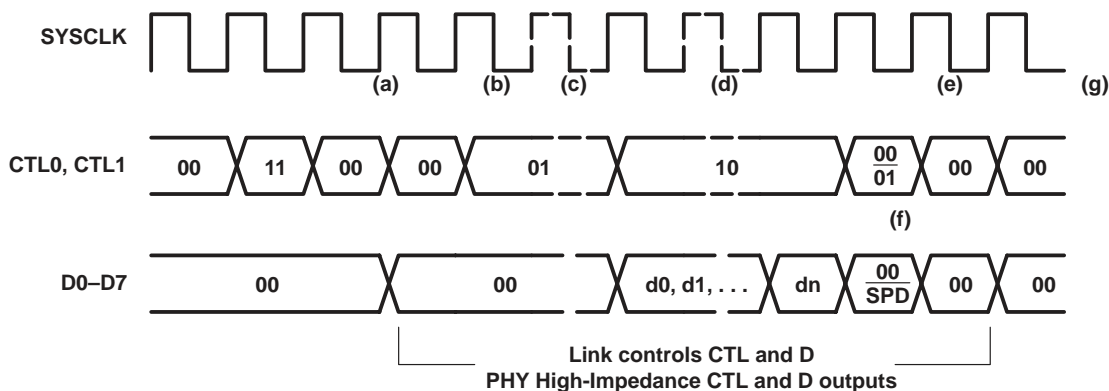 SYSCLK
(a) (b) (c) (d) (e) (g)
CTL0, CTL1 00 11 00 00 01 10 00 00 00
01
(f)
D0–D7 00 00 d0, d1, . . . dn 00 00 00
SPD
Link controls CTL and D
PHY High-Impedance CTL and D outputs